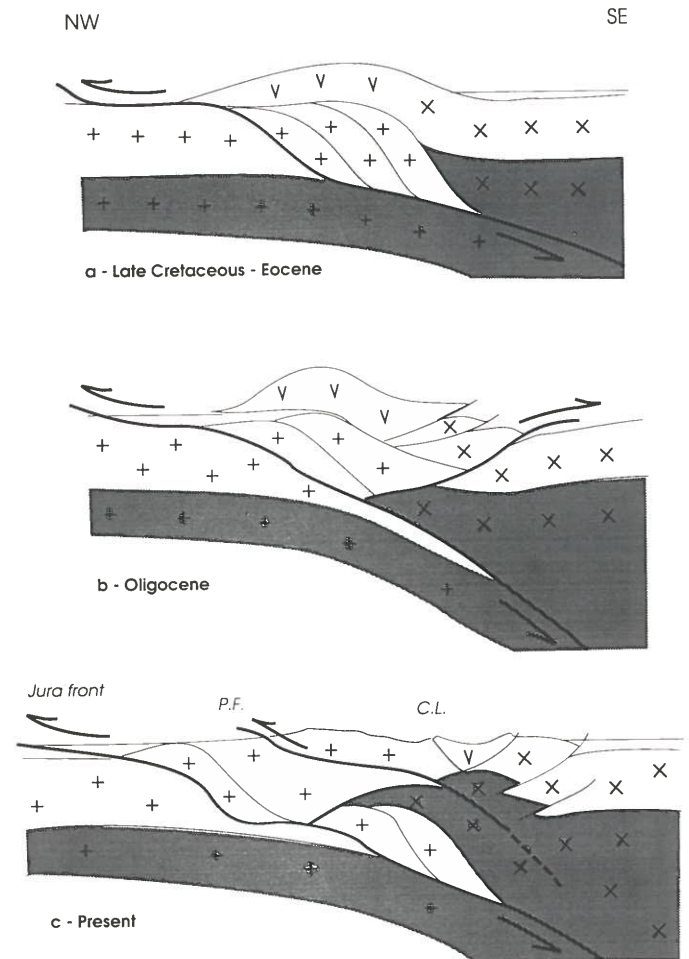 NW SE
a - Late Cretaceous - Eocene
b - Oligocene
Jura front P.F. C.L.
c - Present